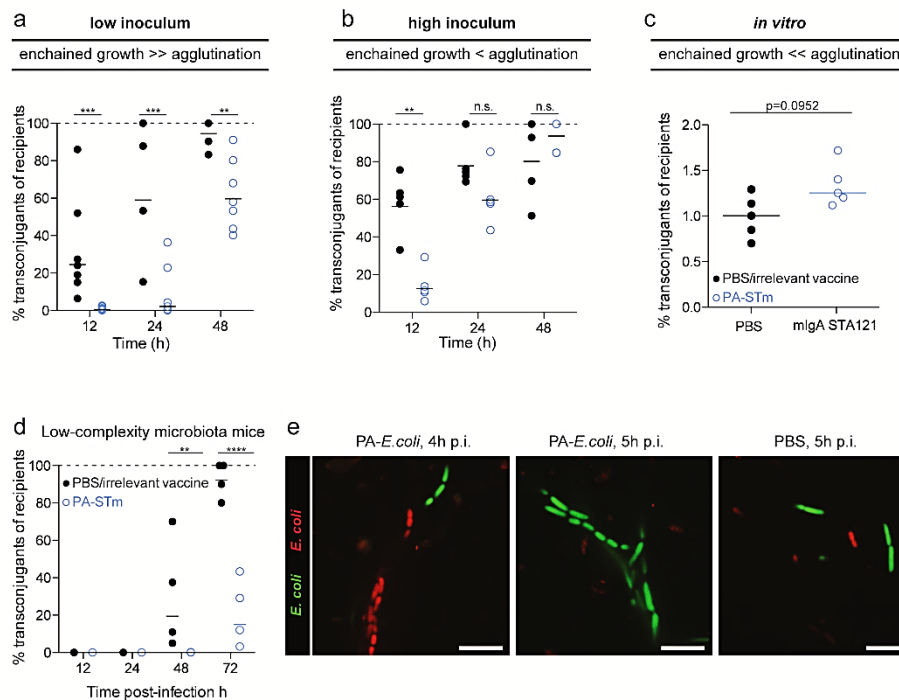 a
low inoculum
enchained growth >> agglutination
% transconjugants of recipients
100
80
60
40
20
0
*** *** **
12 24 48
Time (h)
b
high inoculum
enchained growth < agglutination
% transconjugants of recipients
100
80
60
40
20
0
** n.s. n.s.
12 24 48
Time (h)
c
in vitro
enchained growth << agglutination
% transconjugants of recipients
2.0
1.5
1.0
0.5
0.0
p=0.0952
PBS/irrelevant vaccine
PA-STm
PBS mIgA STA121
d
Low-complexity microbiota mice
% transconjugants of recipients
100
80
60
40
20
0
** ****
PBS/irrelevant vaccine
PA-STm
12 24 48 72
Time post-infection h
e
PA-E.coli, 4h p.i. PA-E.coli, 5h p.i. PBS, 5h p.i.
E. coli
E. coli